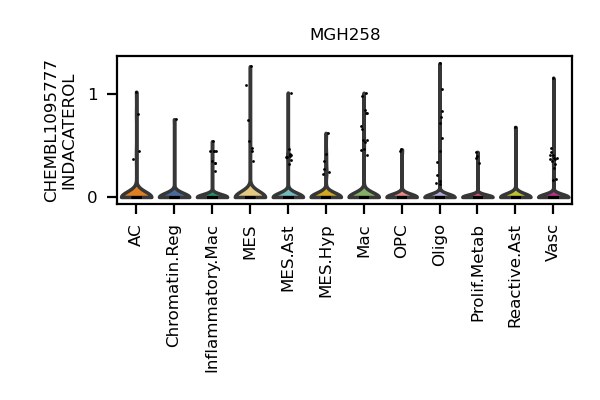 MGH258
CHEMBL1095777
INDACATEROL
1
0
AC
Chromatin.Reg
Inflammatory.Mac
MES
MES.Ast
MES.Hyp
Mac
OPC
Oligo
Prolif.Metab
Reactive.Ast
Vasc